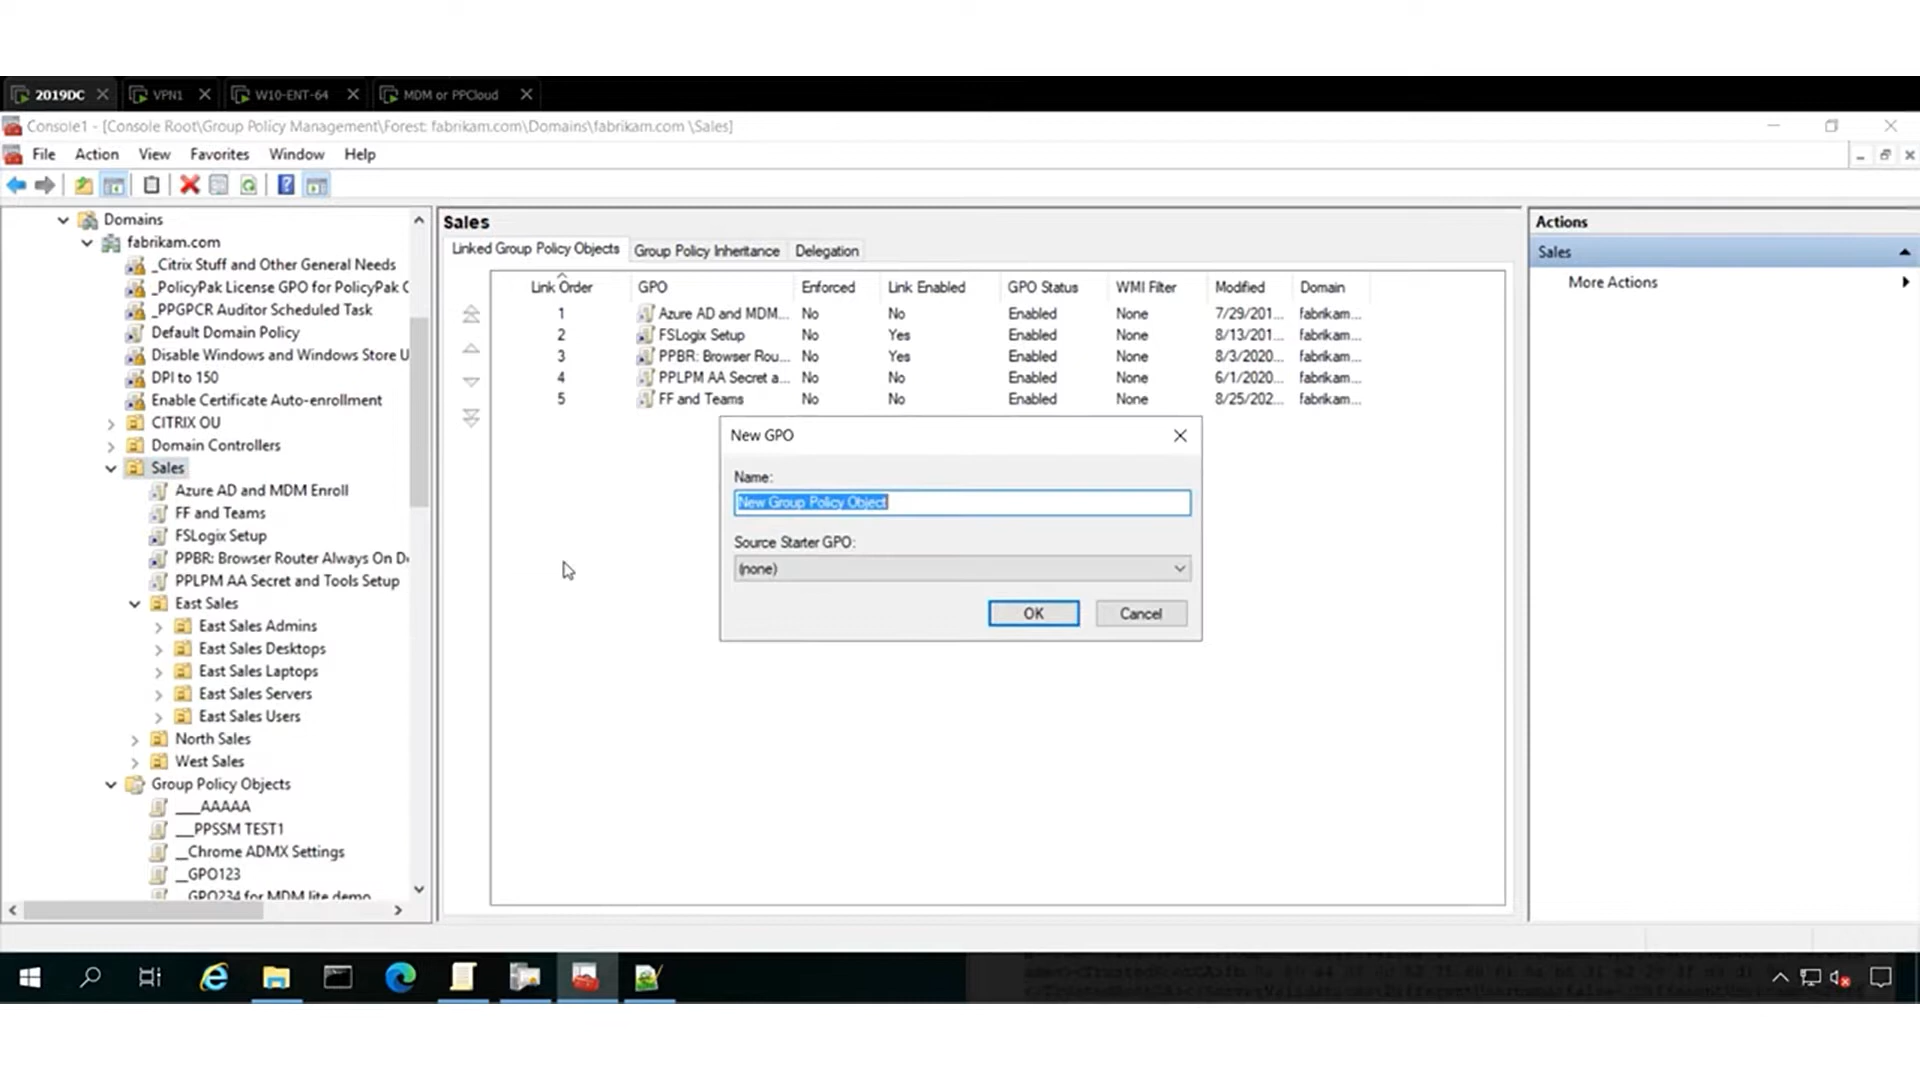 2019DC
VPN1
W10-ENT-64
MDM or PPCloud
Console1 - [Console Root\Group Policy Management\Forest: fabrikam.com\Domains\fabrikam.com \Sales]
File Action View Favorites Window Help
Domains
fabrikam.com
_Citrix Stuff and Other General Needs
_PolicyPak License GPO for PolicyPak C
_PPGPCR Auditor Scheduled Task
Default Domain Policy
Disable Windows and Windows Store U
DPI to 150
Enable Certificate Auto-enrollment
CITRIX OU
Domain Controllers
Sales
Azure AD and MDM Enroll
FF and Teams
FSLogix Setup
PPBR: Browser Router Always On De
PPLPM AA Secret and Tools Setup
East Sales
East Sales Admins
East Sales Desktops
East Sales Laptops
East Sales Servers
East Sales Users
North Sales
West Sales
Group Policy Objects
___AAAAA
__PPSSM TEST1
_Chrome ADMX Settings
_GPO123
GPO234 for MDM lite demo
Sales
Linked Group Policy Objects Group Policy Inheritance Delegation
Link Order GPO Enforced Link Enabled GPO Status WMI Filter Modified Domain
1 Azure AD and MDM... No No Enabled None 7/29/201... fabrikam...
2 FSLogix Setup No Yes Enabled None 8/13/201... fabrikam...
3 PPBR: Browser Rou... No Yes Enabled None 8/3/2020... fabrikam...
4 PPLPM AA Secret a... No No Enabled None 6/1/2020... fabrikam...
5 FF and Teams No No Enabled None 8/25/202... fabrikam...
New GPO
Name:
New Group Policy Object
Source Starter GPO:
(none)
OK Cancel
Actions
Sales
More Actions